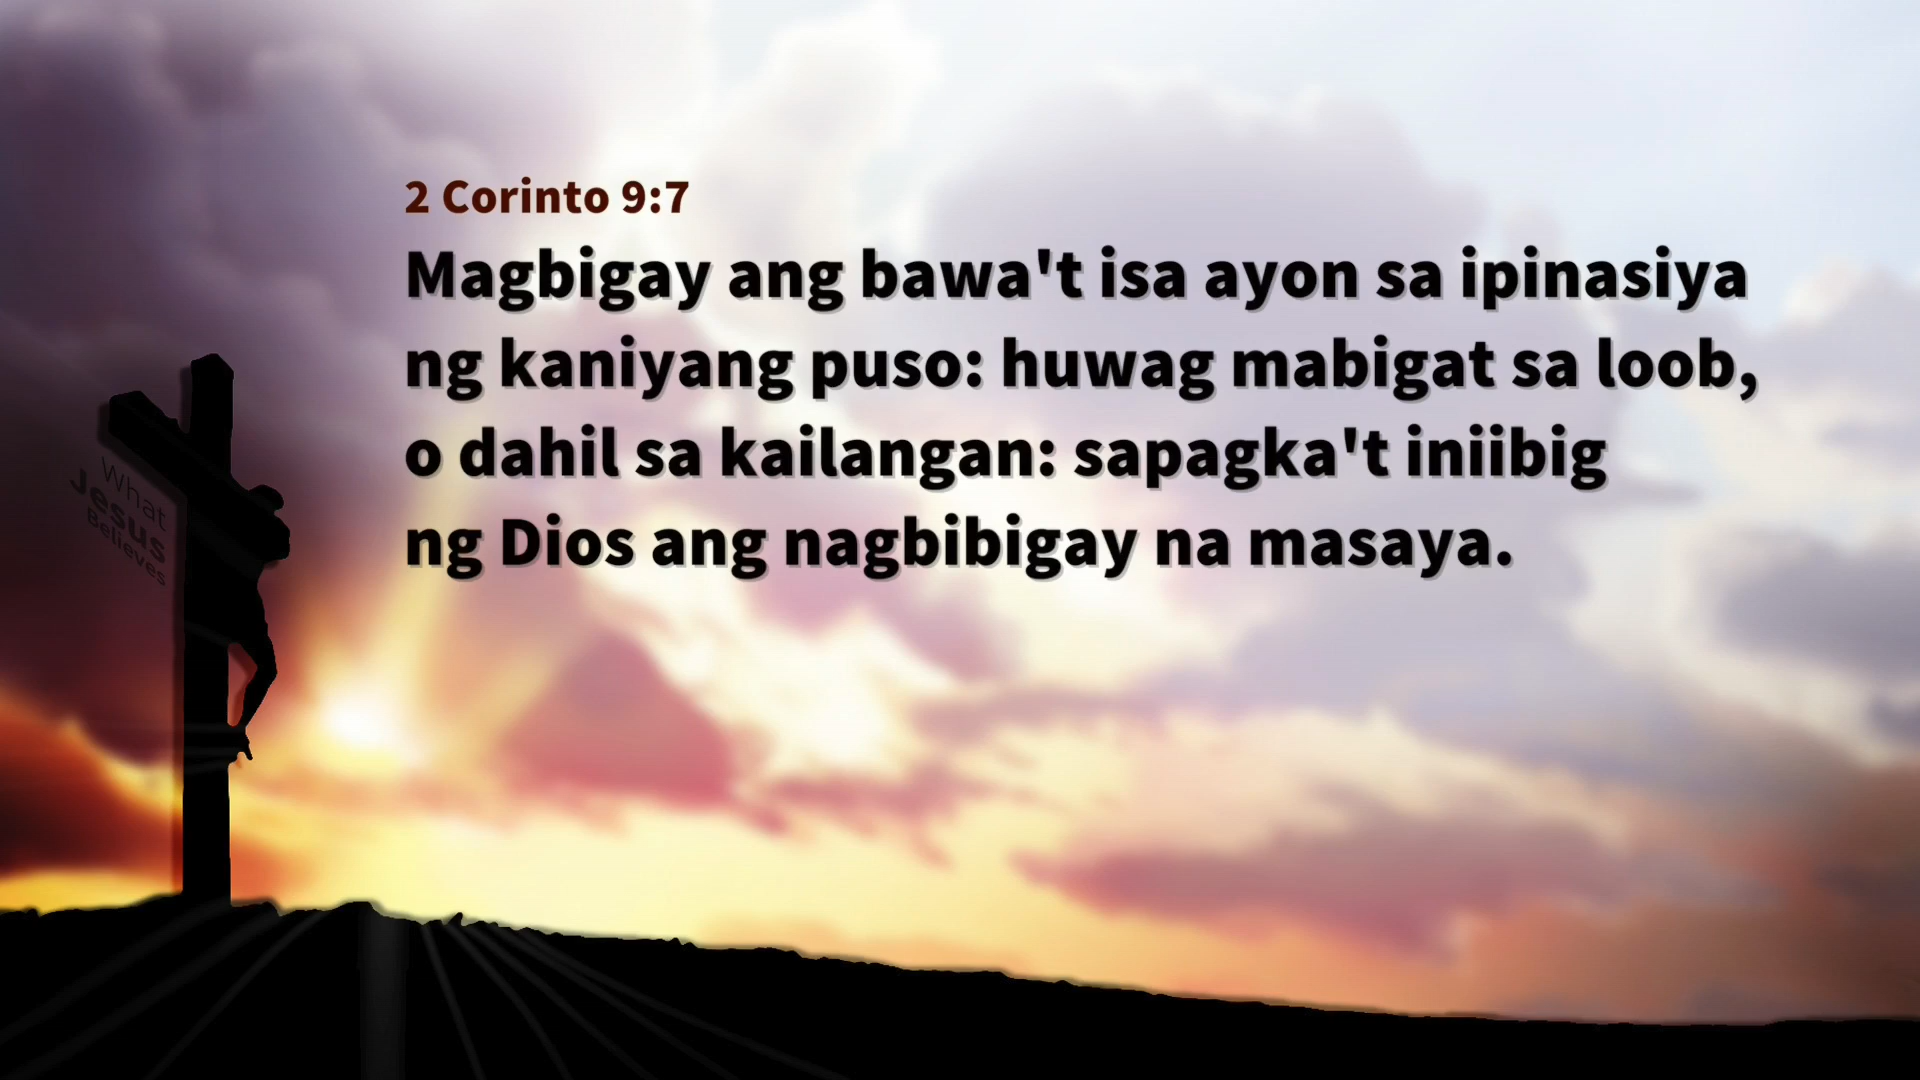 2 Corinto 9:7
Magbigay ang bawa't isa ayon sa ipinasiya
ng kaniyang puso: huwag mabigat sa loob,
o dahil sa kailangan: sapagka't iniibig
ng Dios ang nagbibigay na masaya.
What
Jesus
Believes